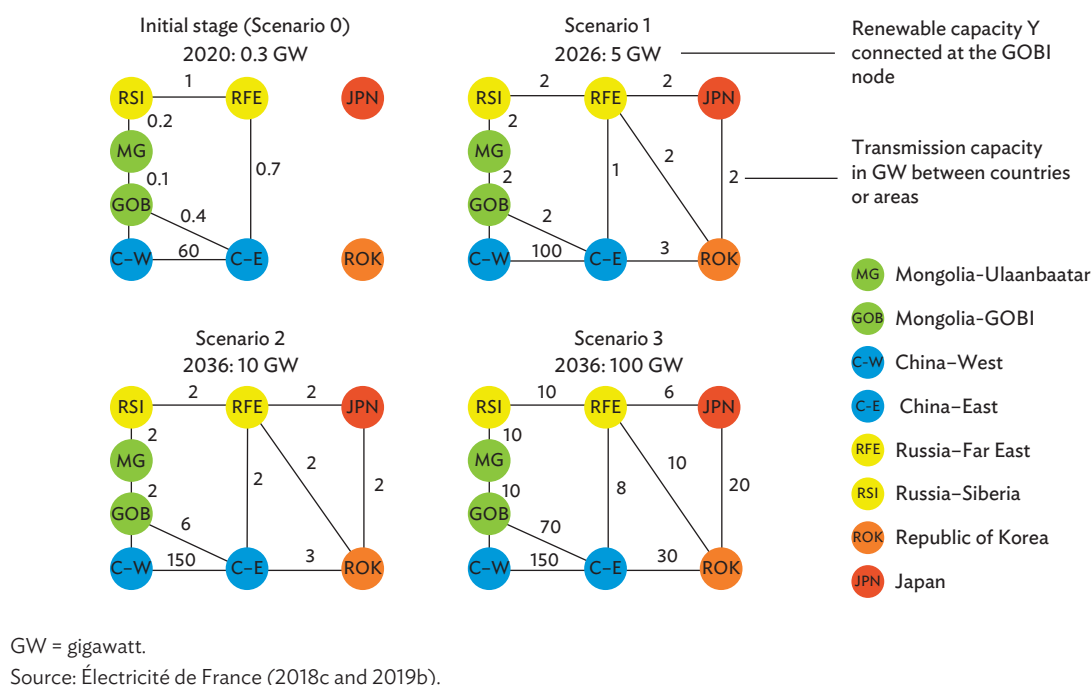 Initial stage (Scenario 0)
2020: 0.3 GW
RSI
1
RFE
JPN
0.2
MG
0.1
0.7
GOB
0.4
C–W
60
C–E
ROK
Scenario 1
2026: 5 GW
RSI
2
RFE
2
JPN
2
MG
2
2
1
2
GOB
2
C–W
100
C–E
3
ROK
Renewable capacity Y
connected at the GOBI
node
Transmission capacity
in GW between countries
or areas
Scenario 2
2036: 10 GW
RSI
2
RFE
2
JPN
2
MG
2
2
2
2
GOB
6
C–W
150
C–E
3
ROK
Scenario 3
2036: 100 GW
RSI
10
RFE
6
JPN
10
MG
10
10
8
20
GOB
70
C–W
150
C–E
30
ROK
MG Mongolia-Ulaanbaatar
GOB Mongolia-GOBI
C-W China–West
C-E China–East
RFE Russia–Far East
RSI Russia–Siberia
ROK Republic of Korea
JPN Japan
GW = gigawatt.
Source: Électricité de France (2018c and 2019b).